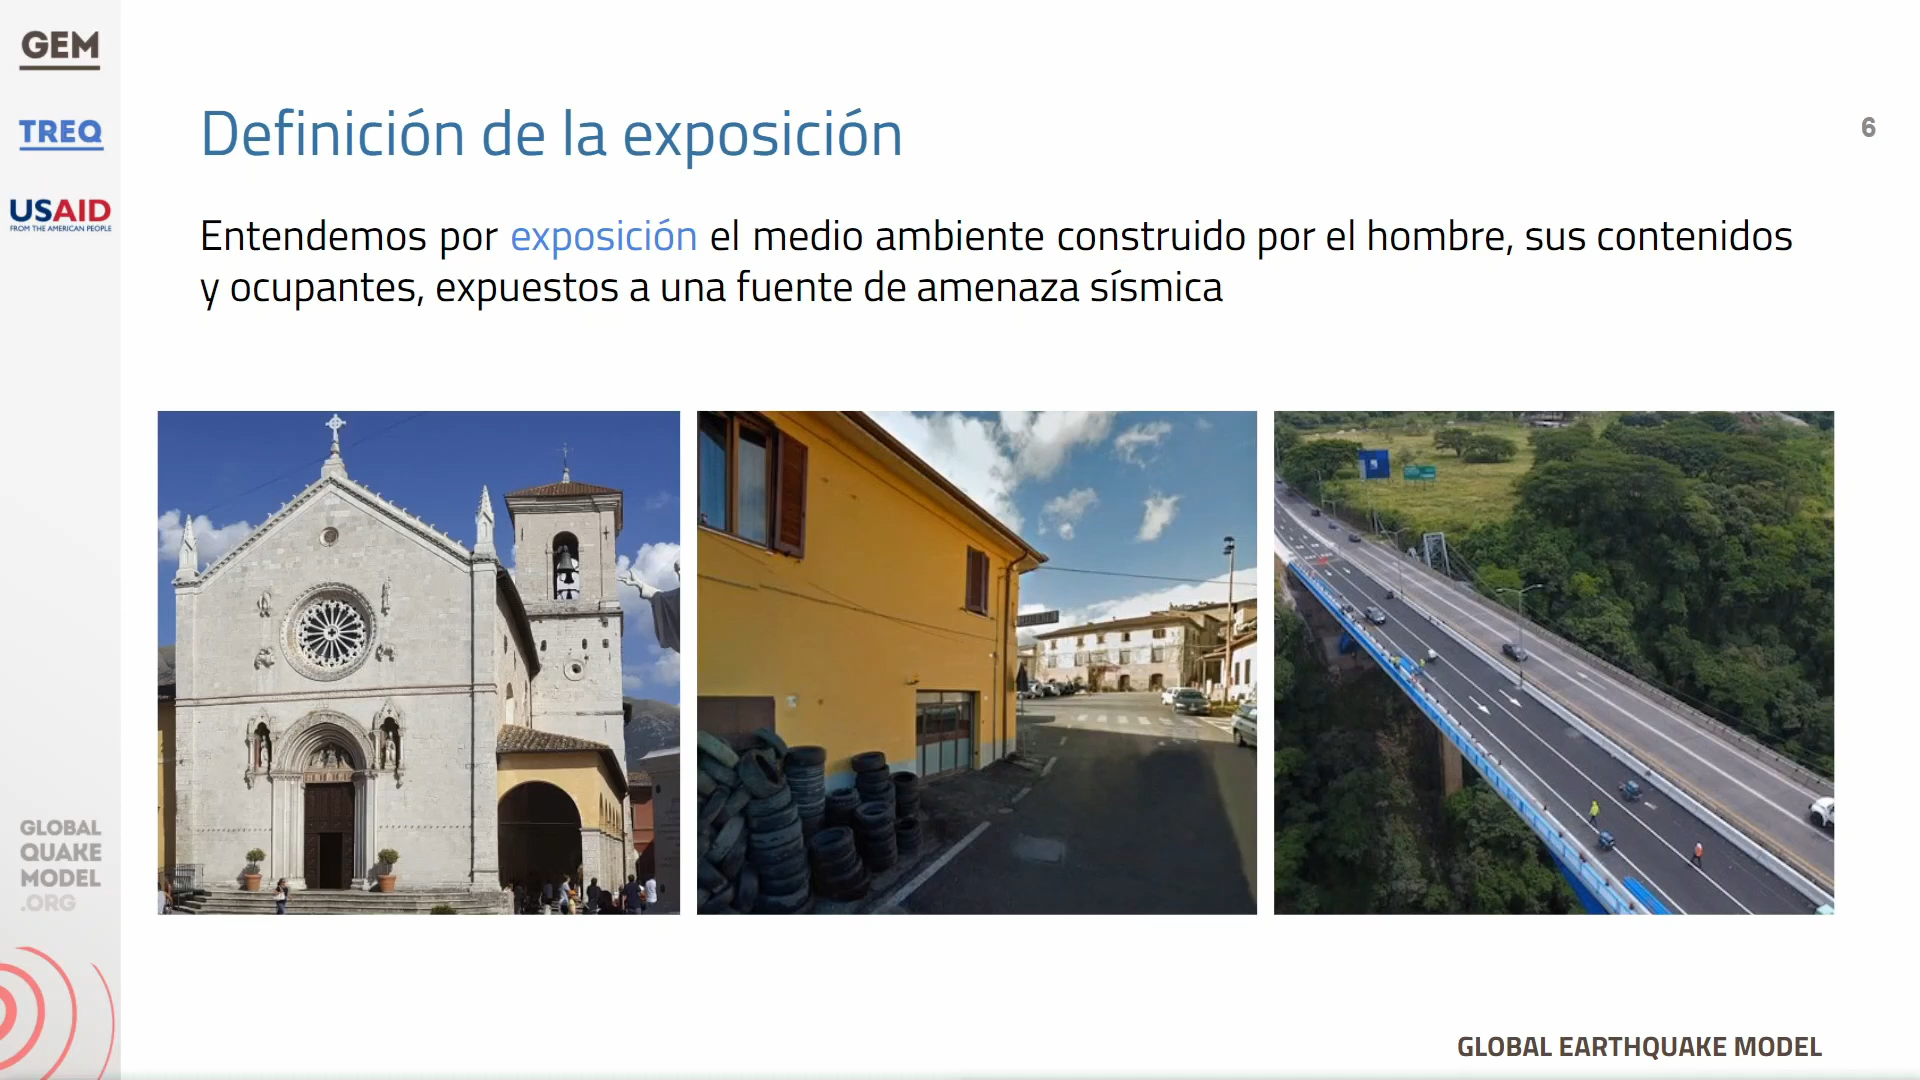 GEM
TREQ
USAID
FROM THE AMERICAN PEOPLE
Definición de la exposición
6
Entendemos por exposición el medio ambiente construido por el hombre, sus contenidos
y ocupantes, expuestos a una fuente de amenaza sísmica
GLOBAL
QUAKE
MODEL
.ORG
GLOBAL EARTHQUAKE MODEL